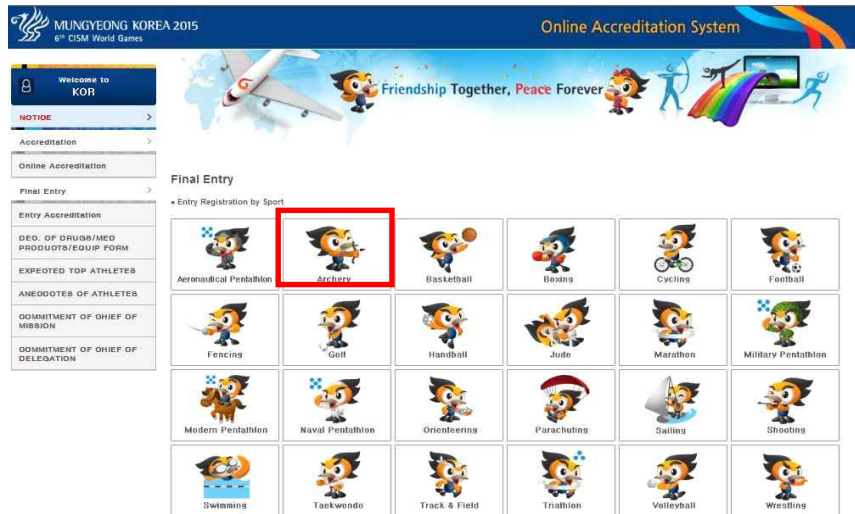 MUNGYEONG KOREA 2015
6th CISM World Games
Online Accreditation System
Welcome to
KOR
Friendship Together, Peace Forever
NOTICE
Accreditation
Online Accreditation
Final Entry
Entry Accreditation
DEC. OF DRUGS/MED
PRODUCTS/EQUIP FORM
EXPECTED TOP ATHLETES
ANECDOTES OF ATHLETES
COMMITMENT OF CHIEF OF
MISSION
COMMITMENT OF CHIEF OF
DELEGATION
Final Entry
Entry Registration by Sport
Aeronautical Pentathlon
Archery
Basketball
Boxing
Cycling
Football
Fencing
Golf
Handball
Judo
Marathon
Military Pentathlon
Modern Pentathlon
Naval Pentathlon
Orienteering
Parachuting
Sailing
Shooting
Swimming
Taekwondo
Track & Field
Triathlon
Volleyball
Wrestling